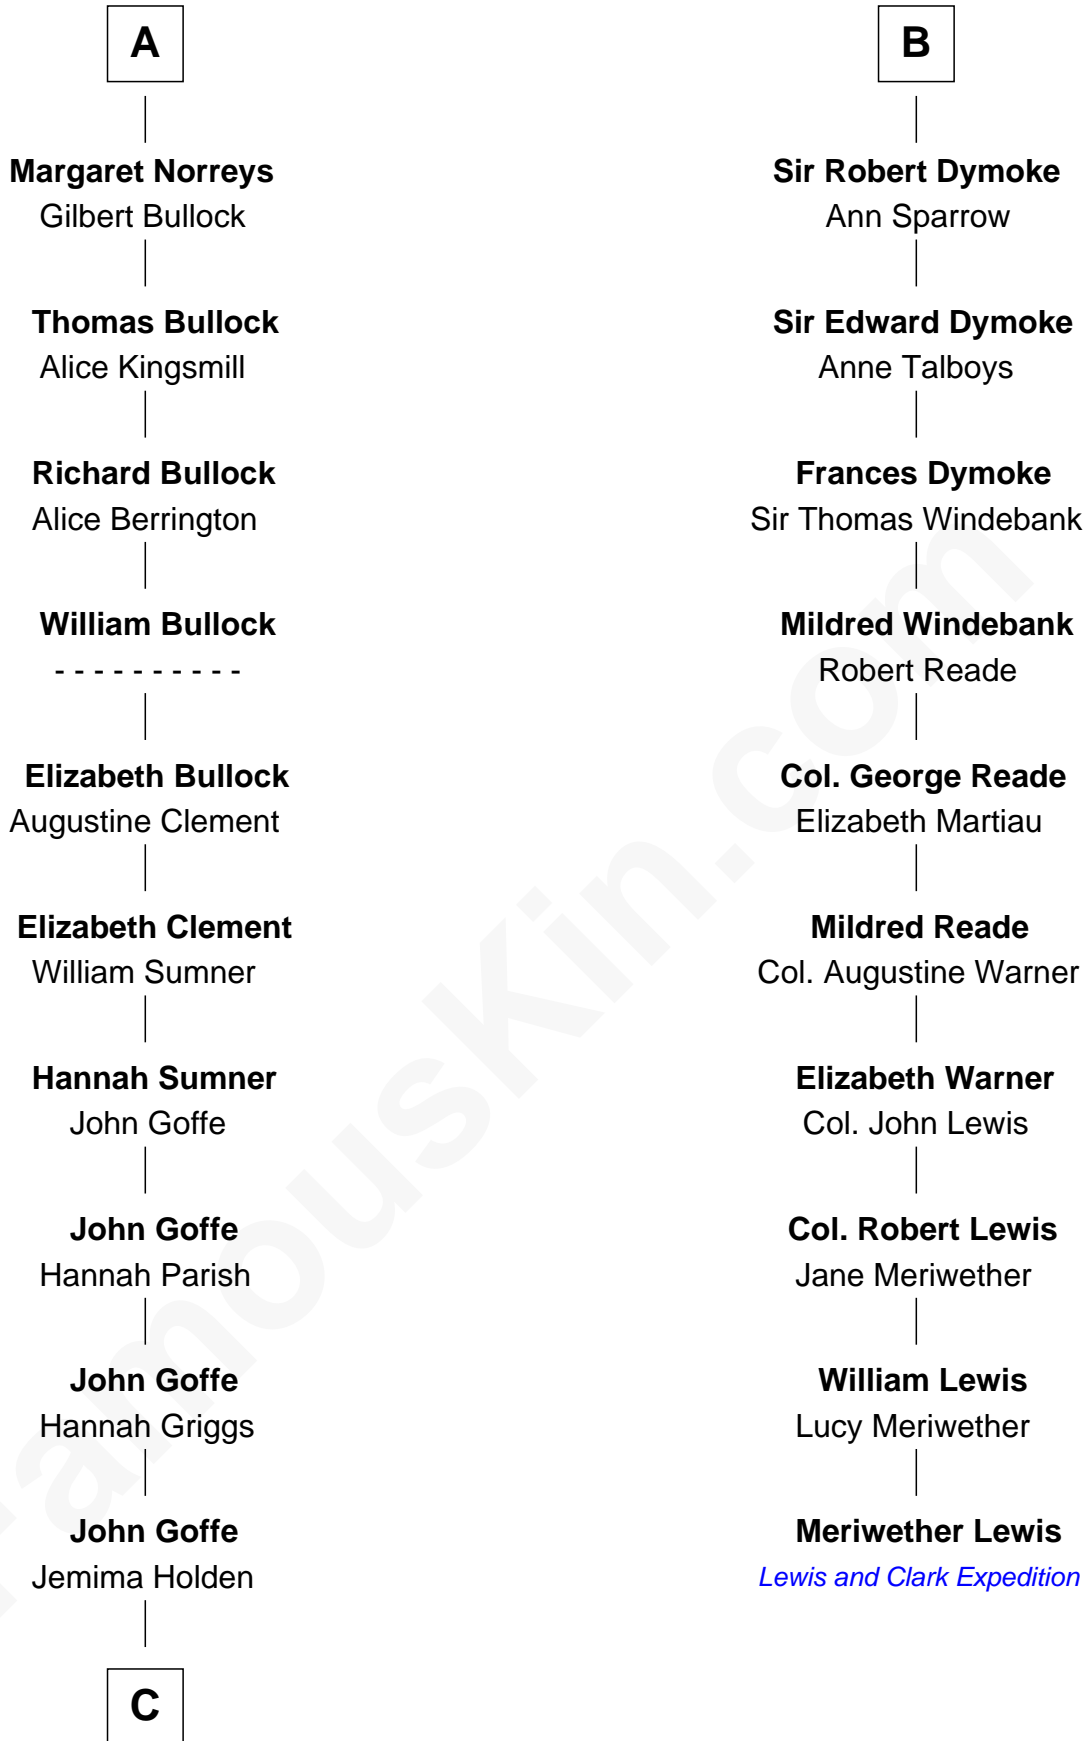 A
Margaret Norreys
Gilbert Bullock
Thomas Bullock
Alice Kingsmill
Richard Bullock
Alice Berrington
William Bullock
- - - - - - - - - -
Elizabeth Bullock
Augustine Clement
Elizabeth Clement
William Sumner
Hannah Sumner
John Goffe
John Goffe
Hannah Parish
John Goffe
Hannah Griggs
John Goffe
Jemima Holden
C
B
Sir Robert Dymoke
Ann Sparrow
Sir Edward Dymoke
Anne Talboys
Frances Dymoke
Sir Thomas Windebank
Mildred Windebank
Robert Reade
Col. George Reade
Elizabeth Martiau
Mildred Reade
Col. Augustine Warner
Elizabeth Warner
Col. John Lewis
Col. Robert Lewis
Jane Meriwether
William Lewis
Lucy Meriwether
Meriwether Lewis
Lewis and Clark Expedition
FamousKin.com